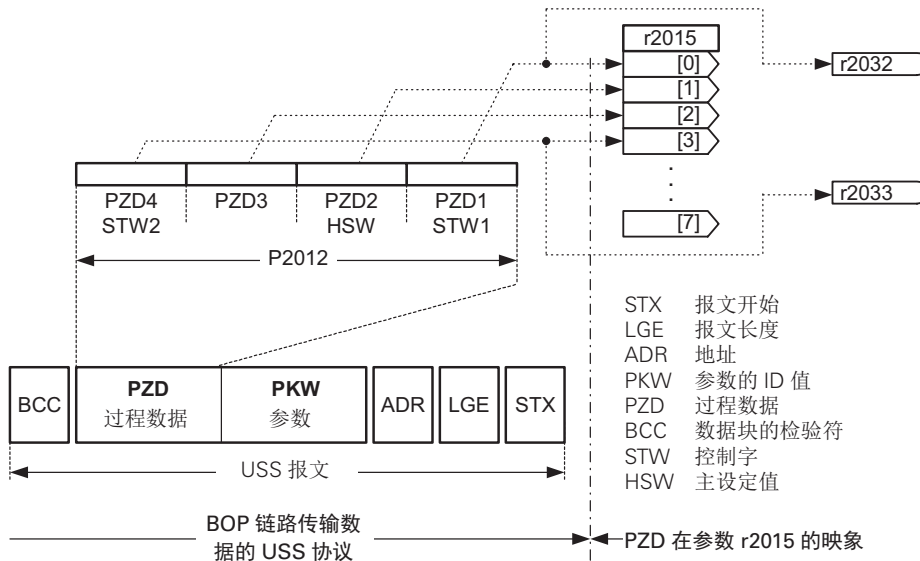 r2015
[0]
[1]
[2]
[3]
[7]
r2032
r2033
PZD4 PZD3 PZD2 PZD1
STW2 HSW STW1
P2012
STX 报文开始
LGE 报文长度
ADR 地址
PKW 参数的 ID 值
PZD 过程数据
BCC 数据块的检验符
STW 控制字
HSW 主设定值
BCC
PZD
过程数据
PKW
参数
ADR
LGE
STX
USS 报文
BOP 链路传输数
据的 USS 协议
PZD 在参数 r2015 的映象